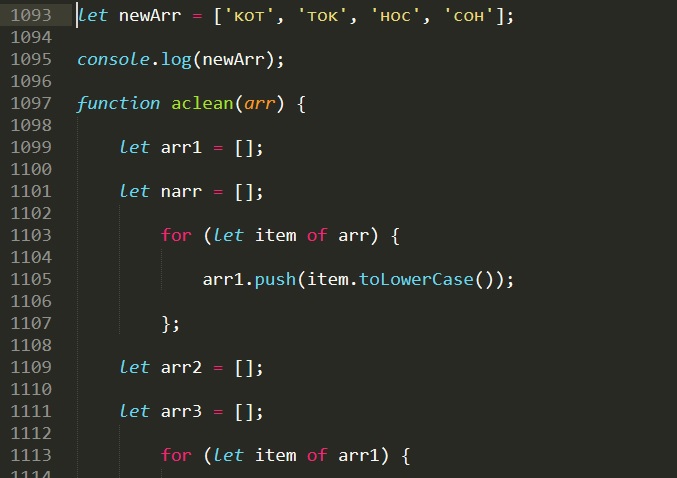 1093 let newArr = ['кот', 'ток', 'нос', 'сон'];
1094
1095 console.log(newArr);
1096
1097 function aclean(arr) {
1098
1099 let arr1 = [];
1100
1101 let narr = [];
1102
1103 for (let item of arr) {
1104
1105 arr1.push(item.toLowerCase());
1106
1107 };
1108
1109 let arr2 = [];
1110
1111 let arr3 = [];
1112
1113 for (let item of arr1) {
1114